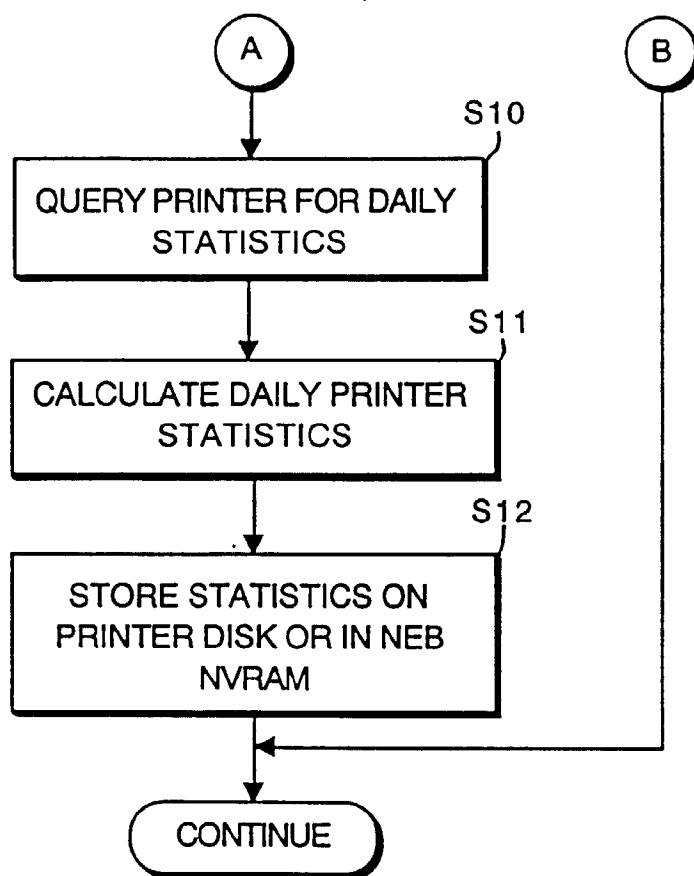 A
B
S10
QUERY PRINTER FOR DAILY
STATISTICS
S11
CALCULATE DAILY PRINTER
STATISTICS
S12
STORE STATISTICS ON
PRINTER DISK OR IN NEB
NVRAM
CONTINUE